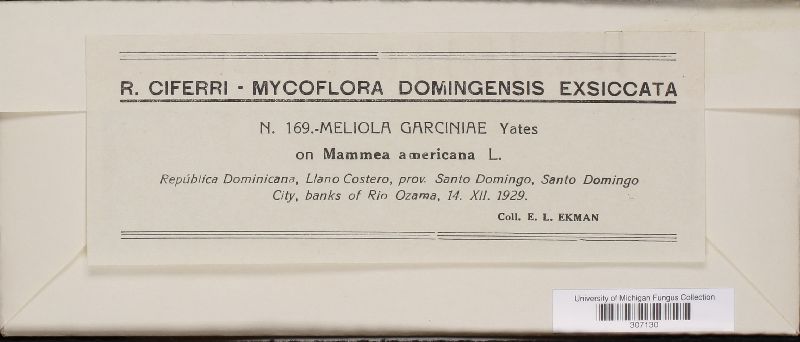 R. CIFERRI - MYCOFLORA DOMINGENSIS EXSICCATA
N. 169.-MELIOLA GARCINIAE Yates
on Mammea americana L.
República Dominicana, Llano Costero, prov. Santo Domingo, Santo Domingo
City, banks of Rio Ozama, 14. XII. 1929.
Coll. E. L. EKMAN
University of Michigan Fungus Collection
307130